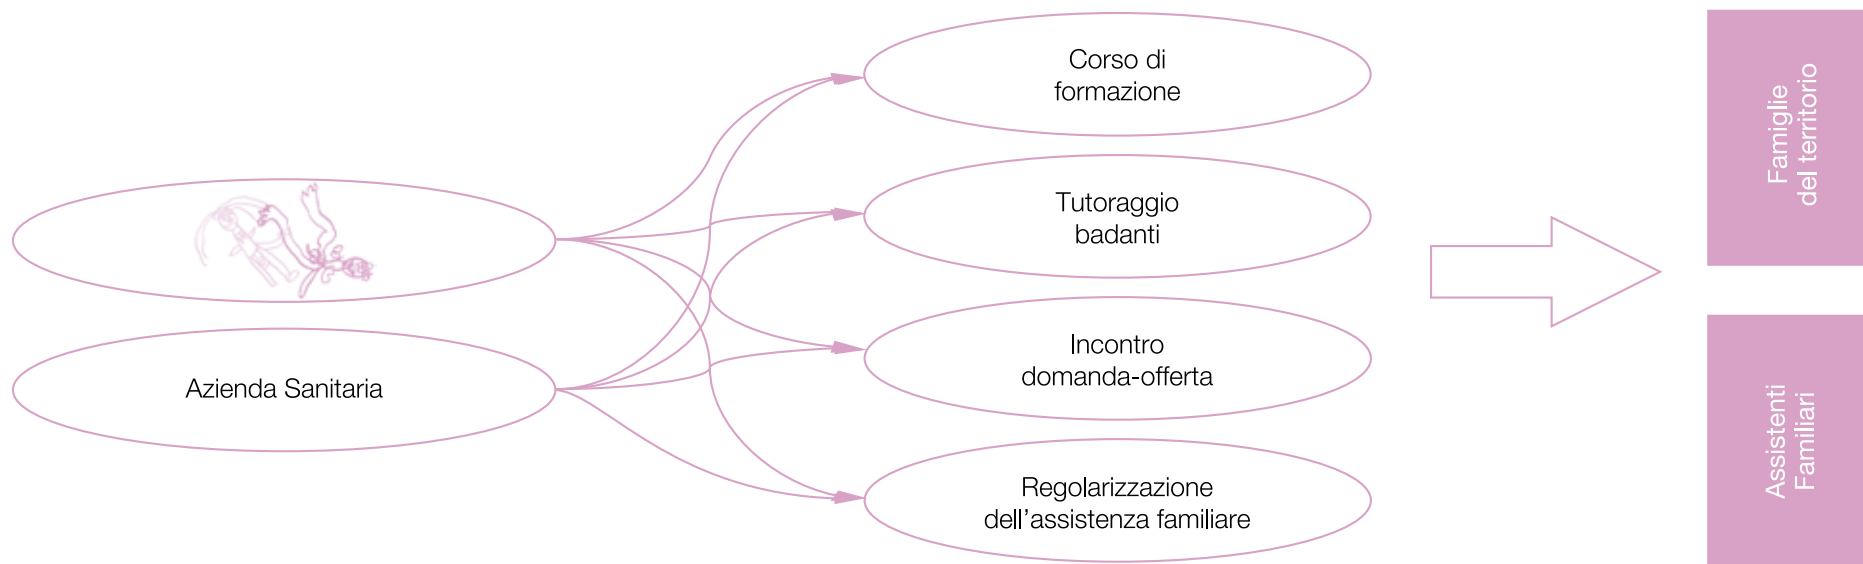 Corso di
formazione
Tutoraggio
badanti
Azienda Sanitaria
Incontro
domanda-offerta
Regolarizzazione
dell'assistenza familiare
Famiglie
del territorio
Assistenti
Familiari